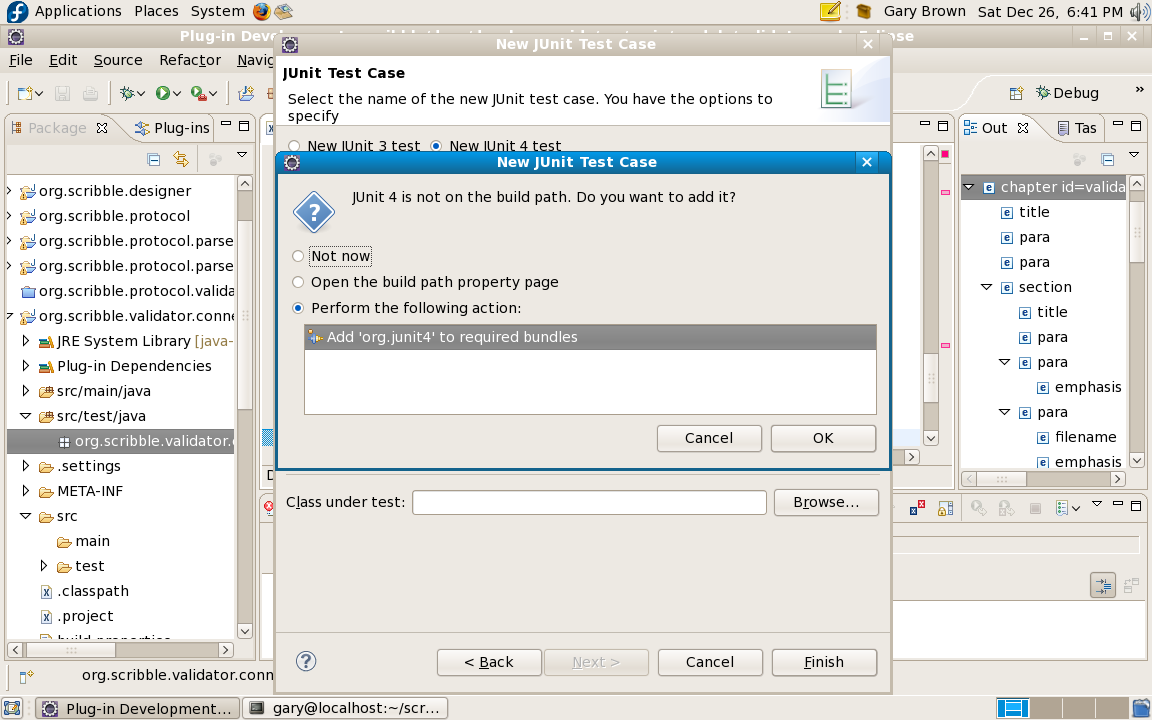 Applications Places System Gary Brown Sat Dec 26, 6:41 PM
Plug-in Eclipse
File Edit Source Refactor Navig
Debug
»
Package Plug-ins
org.scribble.designer
org.scribble.protocol
org.scribble.protocol.parse
org.scribble.protocol.parse
org.scribble.protocol.valida
org.scribble.validator.conne
JRE System Library [java-
Plug-in Dependencies
src/main/java
src/test/java
org.scribble.validator.
.settings
META-INF
src
main
test
.classpath
.project
build.properties
org.scribble.validator.conn
New JUnit Test Case
JUnit Test Case
Select the name of the new JUnit test case. You have the options to
specify
New JUnit 3 test New JUnit 4 test
New JUnit Test Case
JUnit 4 is not on the build path. Do you want to add it?
Not now
Open the build path property page
Perform the following action:
Add 'org.junit4' to required bundles
Cancel OK
Class under test: Browse...
< Back Next > Cancel Finish
Out Tas
chapter id=valida
title
para
para
section
title
para
para
emphasis
para
filename
emphasis
Plug-in Development... gary@localhost:~/scr...